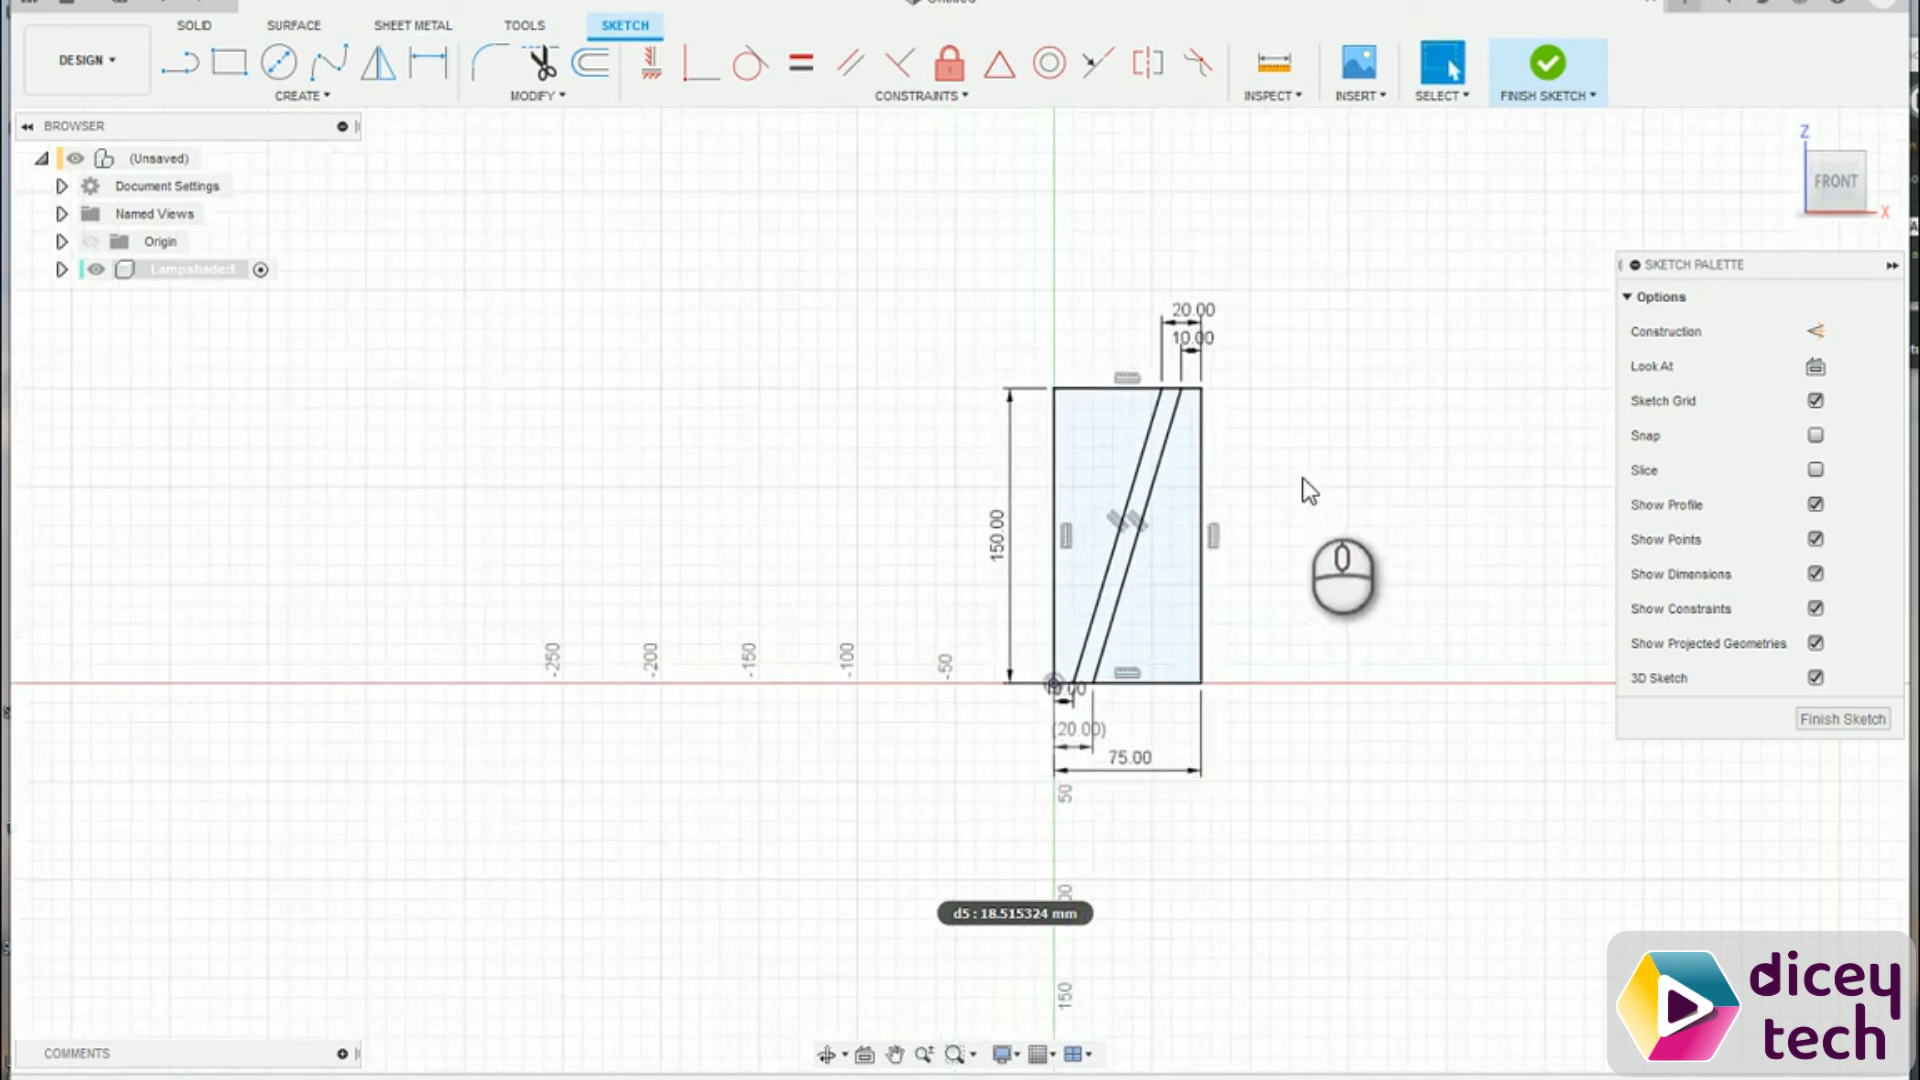 Untitled
SOLID SURFACE SHEET METAL TOOLS SKETCH
DESIGN
CREATE MODIFY CONSTRAINTS INSPECT INSERT SELECT FINISH SKETCH
BROWSER
(Unsaved)
Document Settings
Named Views
Origin
Lampshade:1
Z
FRONT
X
SKETCH PALETTE
Options
Construction
Look At
Sketch Grid
Snap
Slice
Show Profile
Show Points
Show Dimensions
Show Constraints
Show Projected Geometries
3D Sketch
Finish Sketch
20.00
10.00
150.00
-250 -200 -150 -100 -50
(20.00)
75.00
50
d5 : 18.515324 mm
150
COMMENTS
dicey
tech